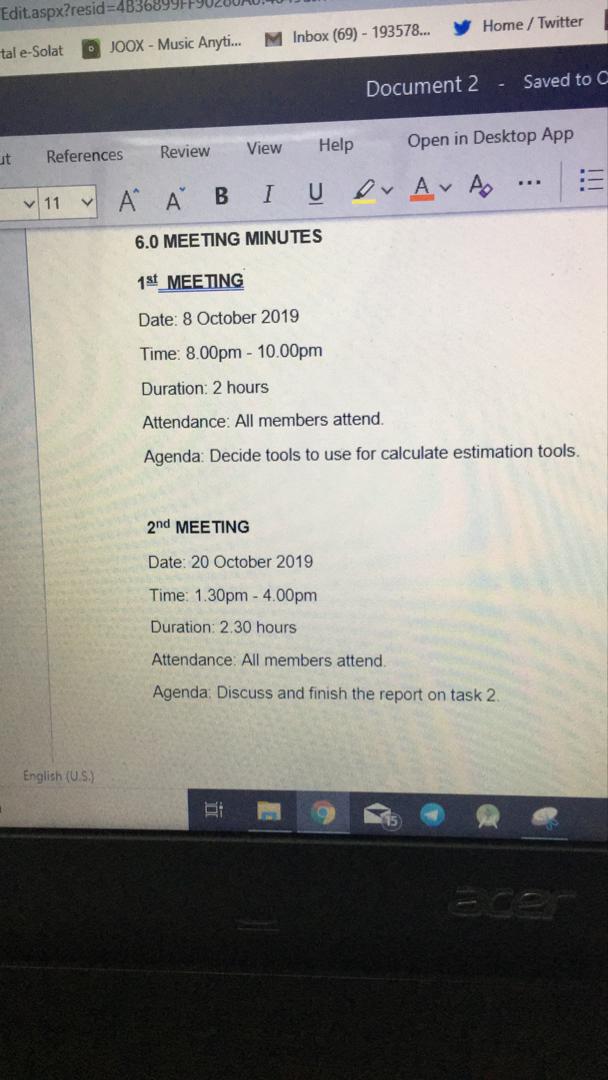 Edit.aspx?resid=4B36899FF90280A0
tal e-Solat JOOX - Music Anyti... Inbox (69) - 193578... Home / Twitter
Document 2 - Saved to O
ut References Review View Help Open in Desktop App
11 A A B I U A A ...
6.0 MEETING MINUTES
1st MEETING
Date: 8 October 2019
Time: 8.00pm - 10.00pm
Duration: 2 hours
Attendance: All members attend.
Agenda: Decide tools to use for calculate estimation tools.
2nd MEETING
Date: 20 October 2019
Time: 1.30pm - 4.00pm
Duration: 2.30 hours
Attendance: All members attend.
Agenda: Discuss and finish the report on task 2.
English (U.S.)
15
acer